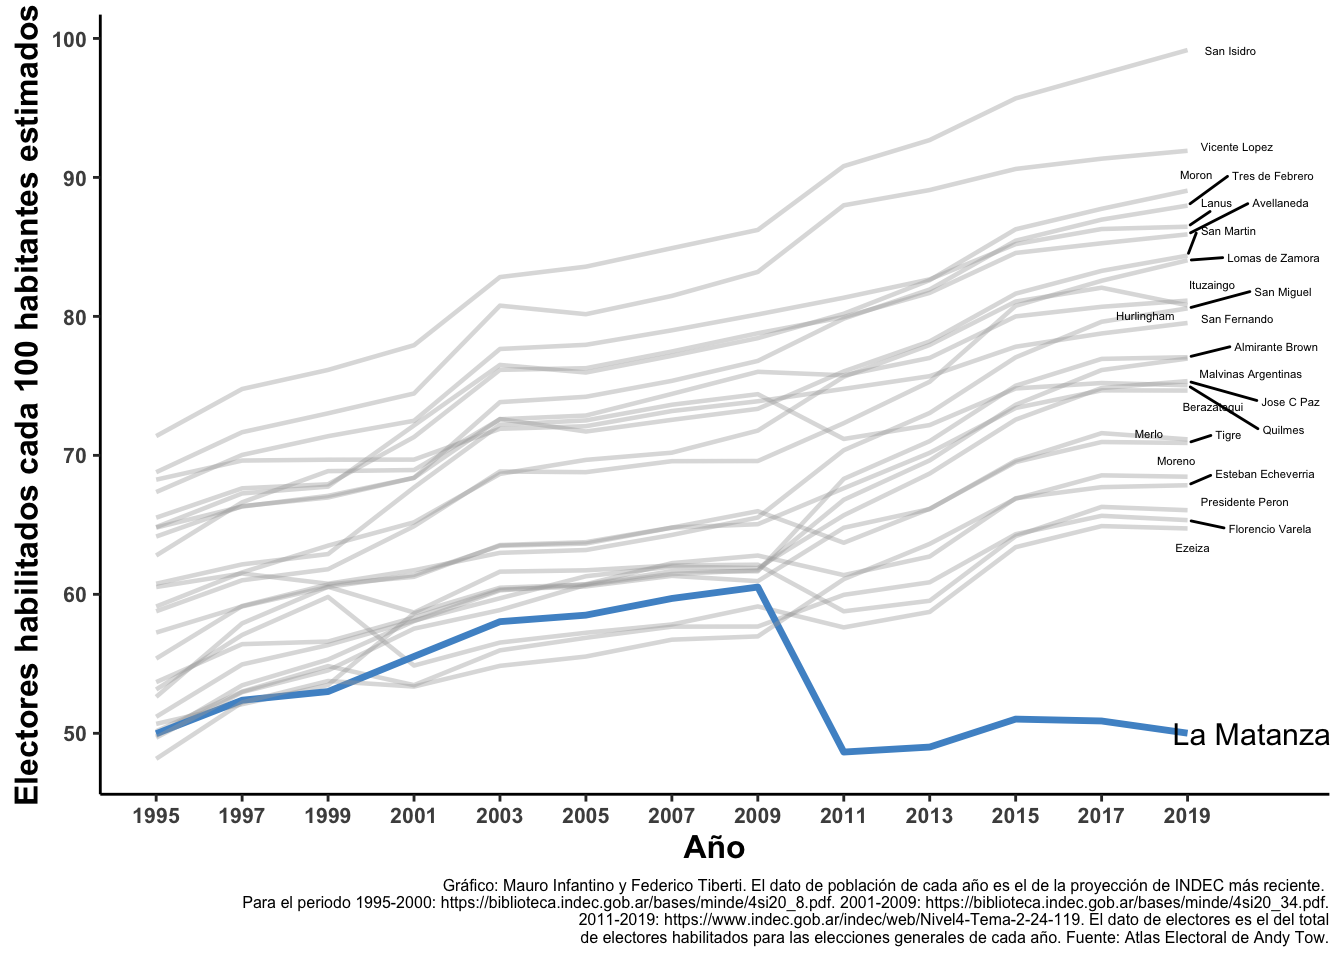 Electores habilitados cada 100 habitantes estimados
100
90
80
70
60
50
San Isidro
Vicente Lopez
Moron
Tres de Febrero
Lanus
Avellaneda
San Martin
Lomas de Zamora
Ituzaingo
San Miguel
Hurlingham
San Fernando
Almirante Brown
Malvinas Argentinas
Jose C Paz
Berazategui
Quilmes
Merlo
Tigre
Moreno
Esteban Echeverria
Presidente Peron
Florencio Varela
Ezeiza
La Matanza
1995 1997 1999 2001 2003 2005 2007 2009 2011 2013 2015 2017 2019
Año
Gráfico: Mauro Infantino y Federico Tiberti. El dato de población de cada año es el de la proyección de INDEC más reciente.
Para el periodo 1995-2000: https://biblioteca.indec.gob.ar/bases/minde/4si20_8.pdf. 2001-2009: https://biblioteca.indec.gob.ar/bases/minde/4si20_34.pdf.
2011-2019: https://www.indec.gob.ar/indec/web/Nivel4-Tema-2-24-119. El dato de electores es el del total
de electores habilitados para las elecciones generales de cada año. Fuente: Atlas Electoral de Andy Tow.